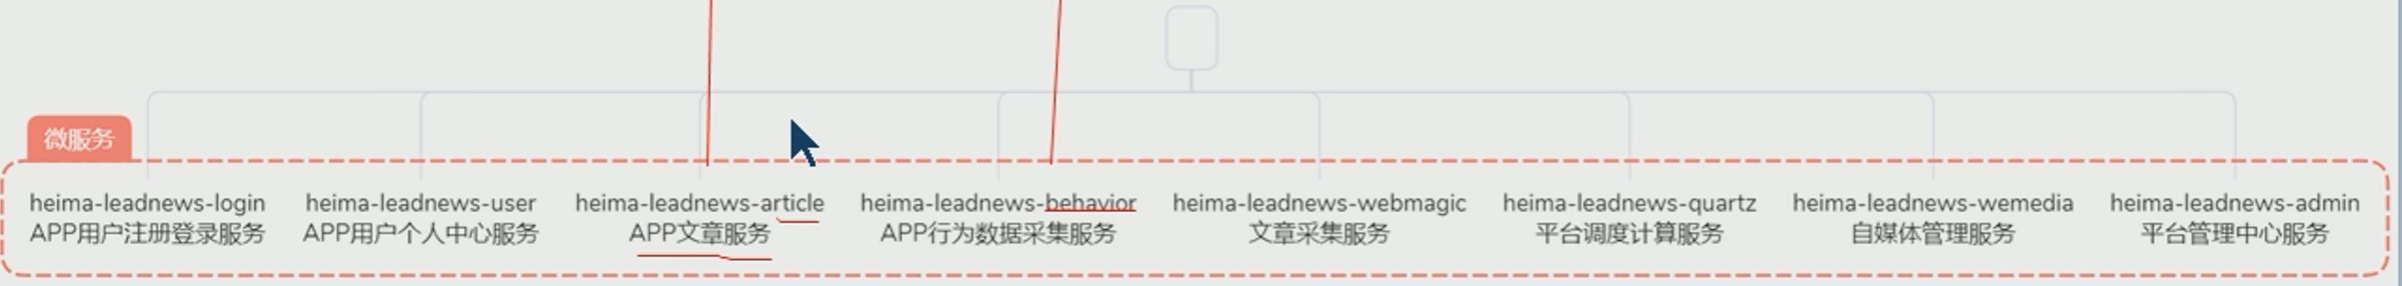 微服务
heima-leadnews-login
APP用户注册登录服务
heima-leadnews-user
APP用户个人中心服务
heima-leadnews-article
APP文章服务
heima-leadnews-behavior
APP行为数据采集服务
heima-leadnews-webmagic
文章采集服务
heima-leadnews-quartz
平台调度计算服务
heima-leadnews-wemedia
自媒体管理服务
heima-leadnews-admin
平台管理中心服务